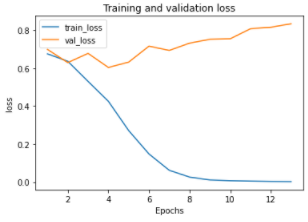 Training and validation loss
train_loss
val_loss
0.8
0.6
0.4
0.2
0.0
loss
2 4 6 8 10 12
Epochs